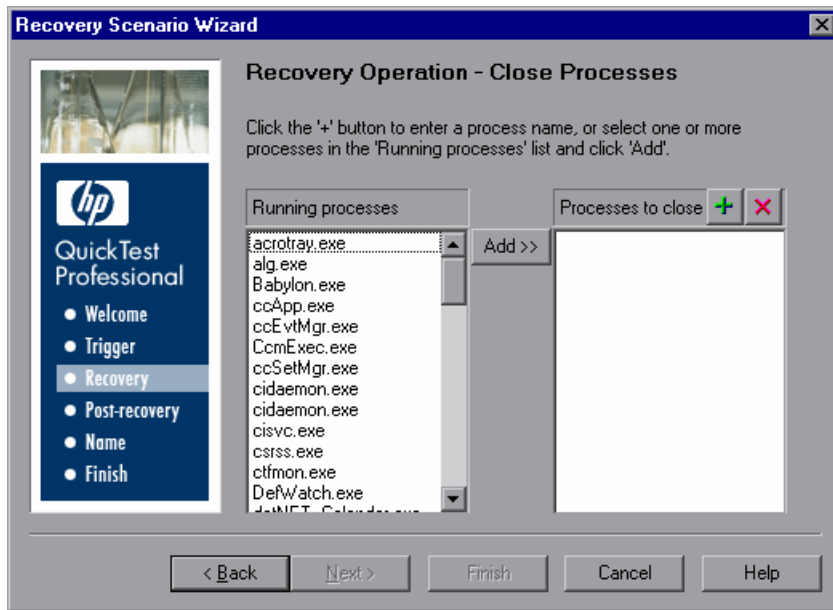 Recovery Scenario Wizard
hp
QuickTest
Professional
Welcome
Trigger
Recovery
Post-recovery
Name
Finish
Recovery Operation - Close Processes
Click the '+' button to enter a process name, or select one or more
processes in the 'Running processes' list and click 'Add'.
Running processes
acrotray.exe
alg.exe
Babylon.exe
ccApp.exe
ccEvtMgr.exe
CcmExec.exe
ccSetMgr.exe
cidaemon.exe
cidaemon.exe
cisvc.exe
csrss.exe
ctfmon.exe
DefWatch.exe
Add >>
Processes to close
< Back
Next >
Finish
Cancel
Help